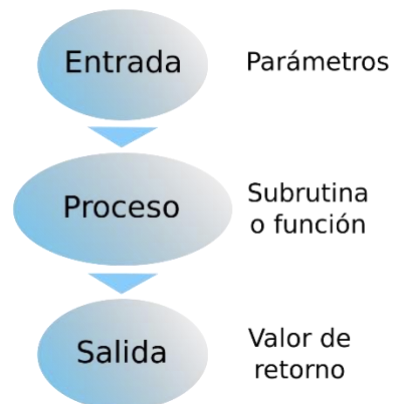 Entrada
Parámetros
Proceso
Subrutina
o función
Salida
Valor de
retorno